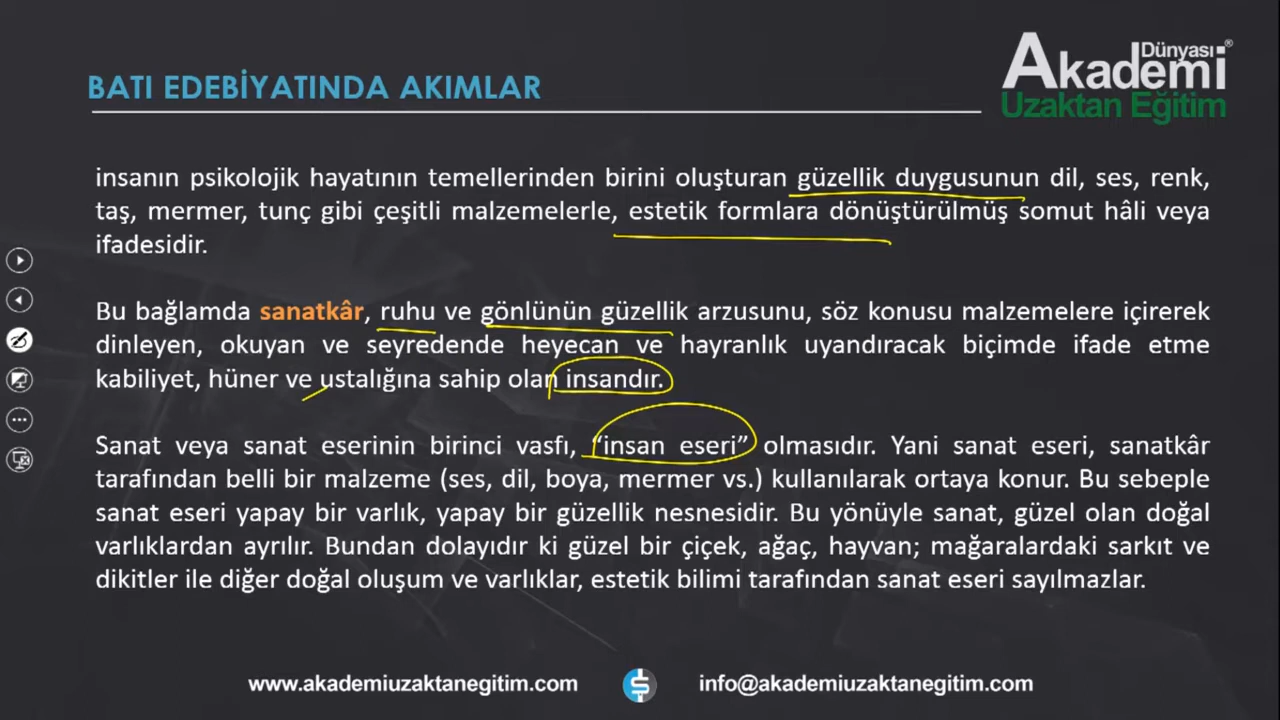 BATI EDEBİYATINDA AKIMLAR
Akademi Dünyası®
Uzaktan Eğitim
insanın psikolojik hayatının temellerinden birini oluşturan güzellik duygusunun dil, ses, renk,
taş, mermer, tunç gibi çeşitli malzemelerle, estetik formlara dönüştürülmüş somut hâli veya
ifadesidir.
Bu bağlamda sanatkâr, ruhu ve gönlünün güzellik arzusunu, söz konusu malzemelere içirerek
dinleyen, okuyan ve seyredende heyecan ve hayranlık uyandıracak biçimde ifade etme
kabiliyet, hüner ve ustalığına sahip olan insandır.
Sanat veya sanat eserinin birinci vasfı, “insan eseri” olmasıdır. Yani sanat eseri, sanatkâr
tarafından belli bir malzeme (ses, dil, boya, mermer vs.) kullanılarak ortaya konur. Bu sebeple
sanat eseri yapay bir varlık, yapay bir güzellik nesnesidir. Bu yönüyle sanat, güzel olan doğal
varlıklardan ayrılır. Bundan dolayıdır ki güzel bir çiçek, ağaç, hayvan; mağaralardaki sarkıt ve
dikitler ile diğer doğal oluşum ve varlıklar, estetik bilimi tarafından sanat eseri sayılmazlar.
www.akademiuzaktanegitim.com
info@akademiuzaktanegitim.com